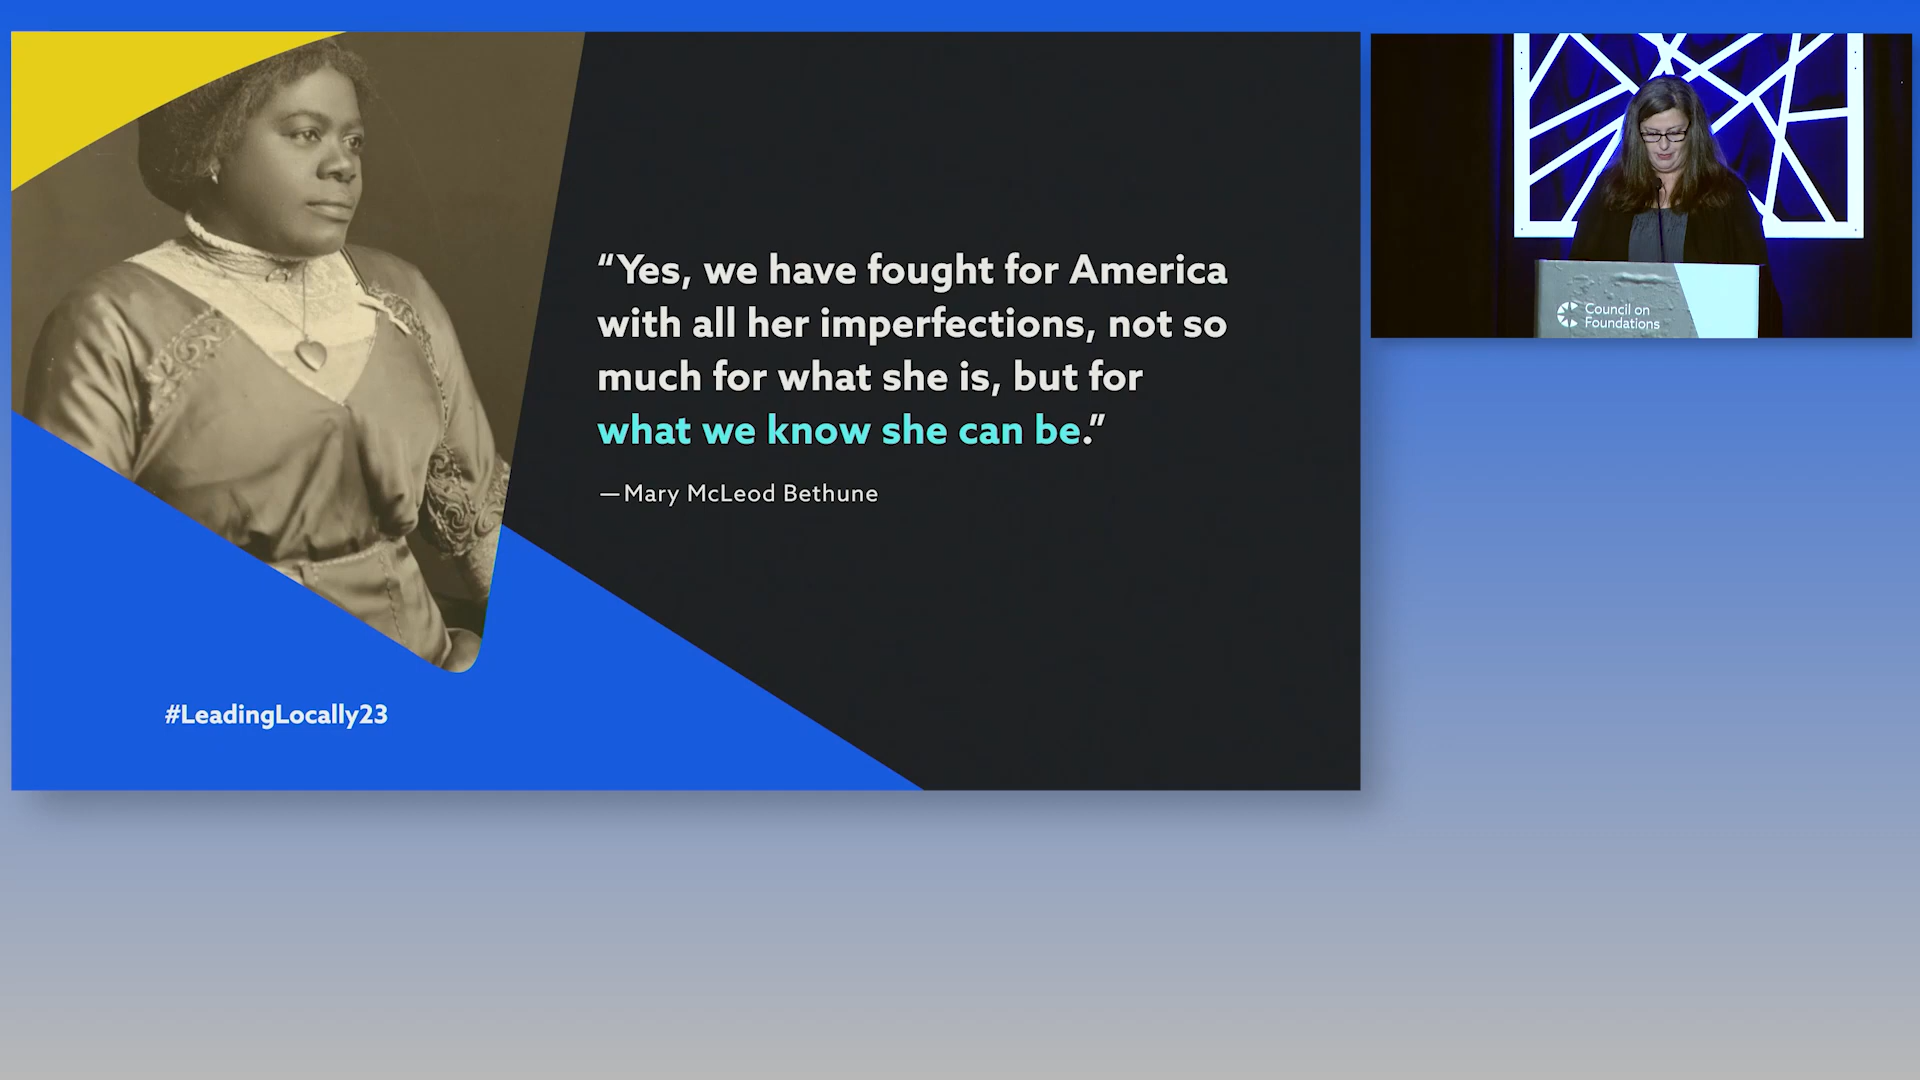 “Yes, we have fought for America
with all her imperfections, not so
much for what she is, but for
what we know she can be.”
—Mary McLeod Bethune
#LeadingLocally23
Council on
Foundations